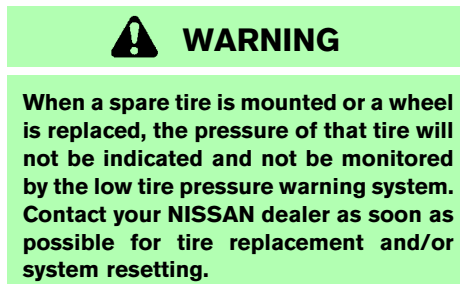 WARNING
When a spare tire is mounted or a wheel
is replaced, the pressure of that tire will
not be indicated and not be monitored
by the low tire pressure warning system.
Contact your NISSAN dealer as soon as
possible for tire replacement and/or
system resetting.